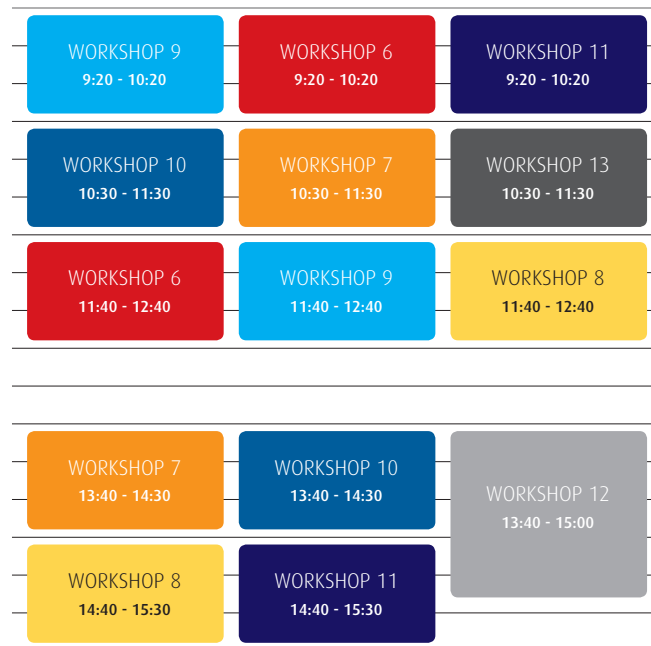 WORKSHOP 9
9:20 - 10:20
WORKSHOP 6
9:20 - 10:20
WORKSHOP 11
9:20 - 10:20
WORKSHOP 10
10:30 - 11:30
WORKSHOP 7
10:30 - 11:30
WORKSHOP 13
10:30 - 11:30
WORKSHOP 6
11:40 - 12:40
WORKSHOP 9
11:40 - 12:40
WORKSHOP 8
11:40 - 12:40
WORKSHOP 7
13:40 - 14:30
WORKSHOP 10
13:40 - 14:30
WORKSHOP 12
13:40 - 15:00
WORKSHOP 8
14:40 - 15:30
WORKSHOP 11
14:40 - 15:30